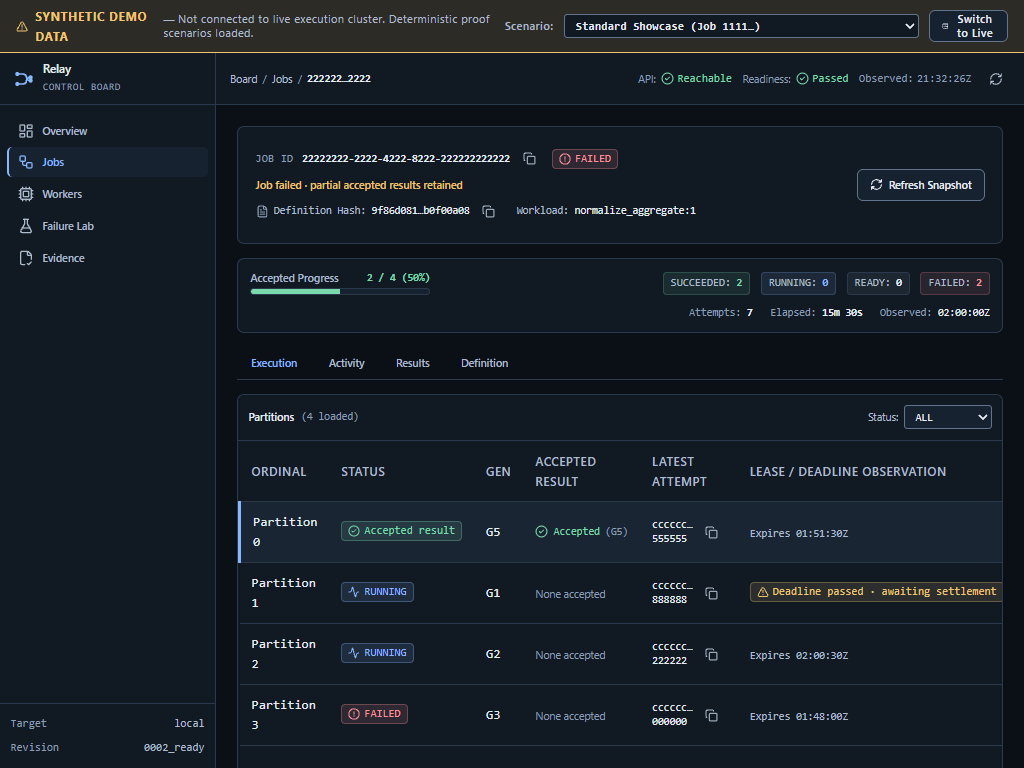 SYNTHETIC DEMO DATA
— Not connected to live execution cluster. Deterministic proof scenarios loaded.
Scenario:
Standard Showcase (Job 1111…)
Switch to Live
Relay
CONTROL BOARD
Board / Jobs / 222222…2222
API: Reachable Readiness: Passed Observed: 21:32:26Z
Overview
Jobs
Workers
Failure Lab
Evidence
JOB ID 22222222-2222-4222-8222-222222222222 FAILED
Job failed · partial accepted results retained
Definition Hash: 9f86d081…b0f00a08 Workload: normalize_aggregate:1
Refresh Snapshot
Accepted Progress 2 / 4 (50%)
SUCCEEDED: 2 RUNNING: 0 READY: 0 FAILED: 2
Attempts: 7 Elapsed: 15m 30s Observed: 02:00:00Z
Execution Activity Results Definition
Partitions (4 loaded)
Status: ALL
ORDINAL STATUS GEN ACCEPTED RESULT LATEST ATTEMPT LEASE / DEADLINE OBSERVATION
Partition 0 Accepted result G5 Accepted (G5) cccccc…555555 Expires 01:51:30Z
Partition 1 RUNNING G1 None accepted cccccc…888888 Deadline passed · awaiting settlement
Partition 2 RUNNING G2 None accepted cccccc…222222 Expires 02:00:30Z
Partition 3 FAILED G3 None accepted cccccc…000000 Expires 01:48:00Z
Target local
Revision 0002_ready